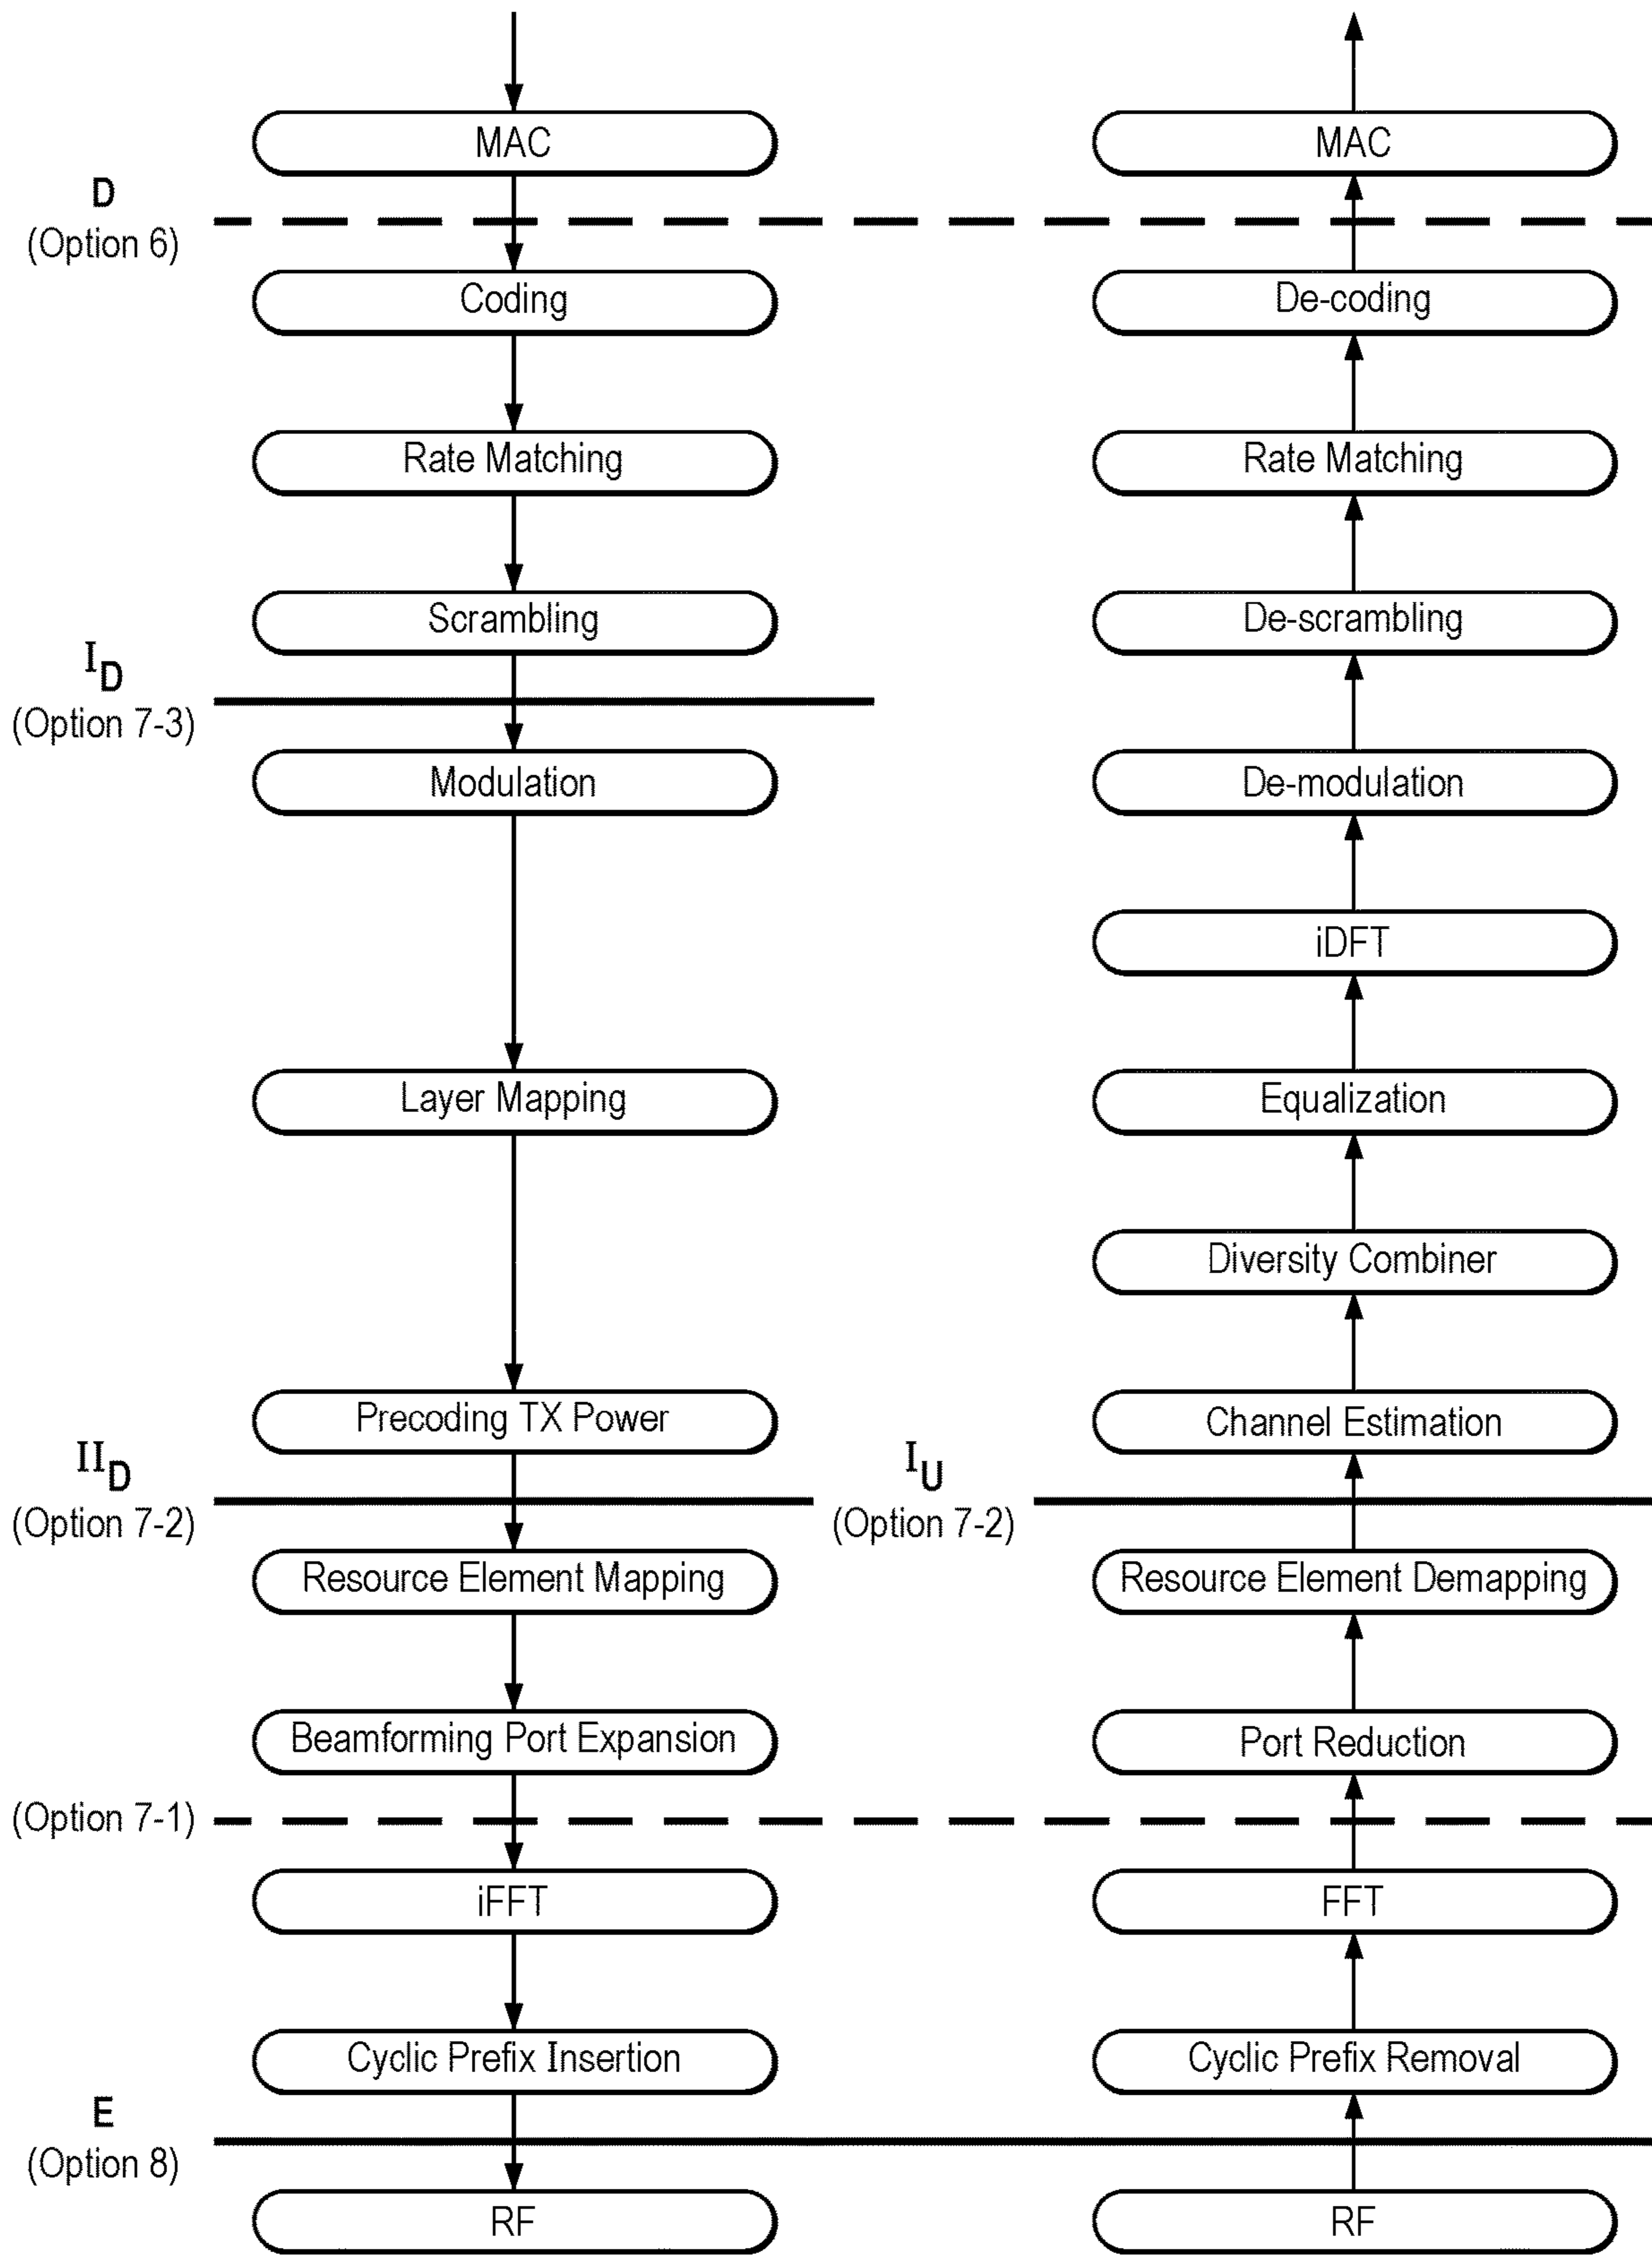 MAC
MAC
D
(Option 6)
Coding
De-coding
Rate Matching
Rate Matching
Scrambling
De-scrambling
I_D
(Option 7-3)
Modulation
De-modulation
iDFT
Layer Mapping
Equalization
Diversity Combiner
Precoding TX Power
Channel Estimation
II_D
(Option 7-2)
I_U
(Option 7-2)
Resource Element Mapping
Resource Element Demapping
Beamforming Port Expansion
Port Reduction
(Option 7-1)
iFFT
FFT
Cyclic Prefix Insertion
Cyclic Prefix Removal
E
(Option 8)
RF
RF